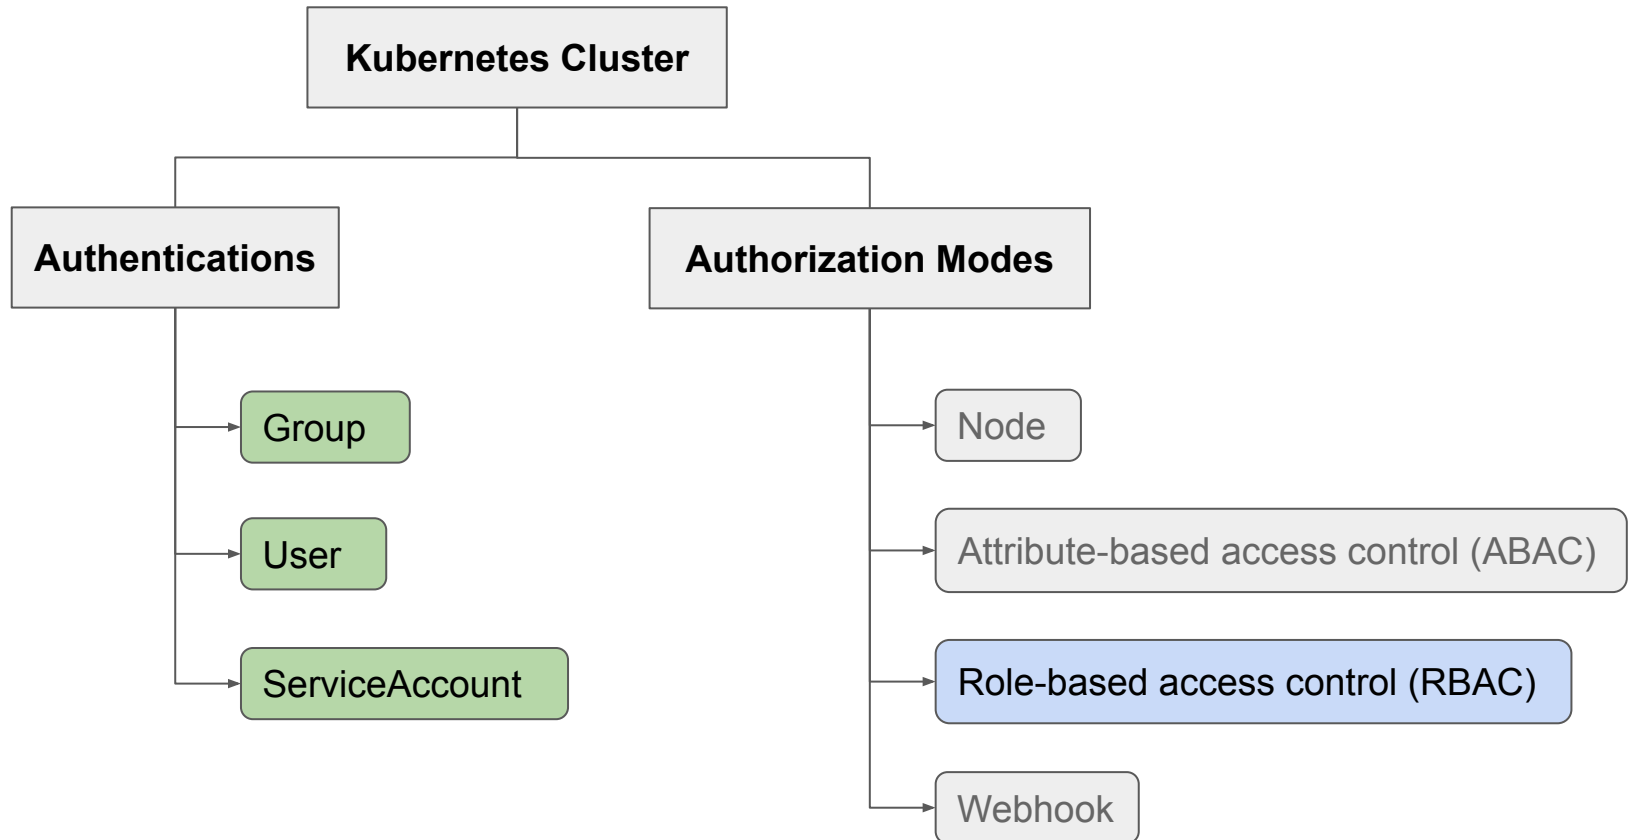 Kubernetes Cluster
Authentications
Authorization Modes
Group
User
ServiceAccount
Node
Attribute-based access control (ABAC)
Role-based access control (RBAC)
Webhook